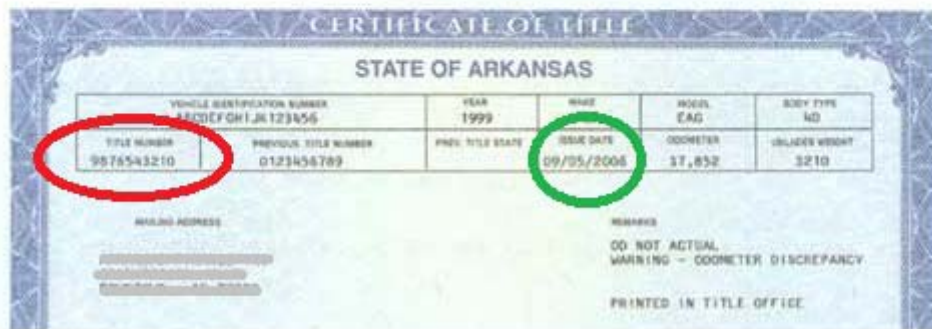 CERTIFICATE OF TITLE
STATE OF ARKANSAS
VEHICLE IDENTIFICATION NUMBER YEAR MAKE MODEL BODY TYPE
ABCDEFGHIJK123456 1999 EAG 4D
TITLE NUMBER PREVIOUS TITLE NUMBER PREV. TITLE STATE ISSUE DATE ODOMETER UNLADEN WEIGHT
9876543210 0123456789 09/05/2006 37,852 3210
MAILING ADDRESS REMARKS
OD NOT ACTUAL
WARNING - ODOMETER DISCREPANCY
PRINTED IN TITLE OFFICE